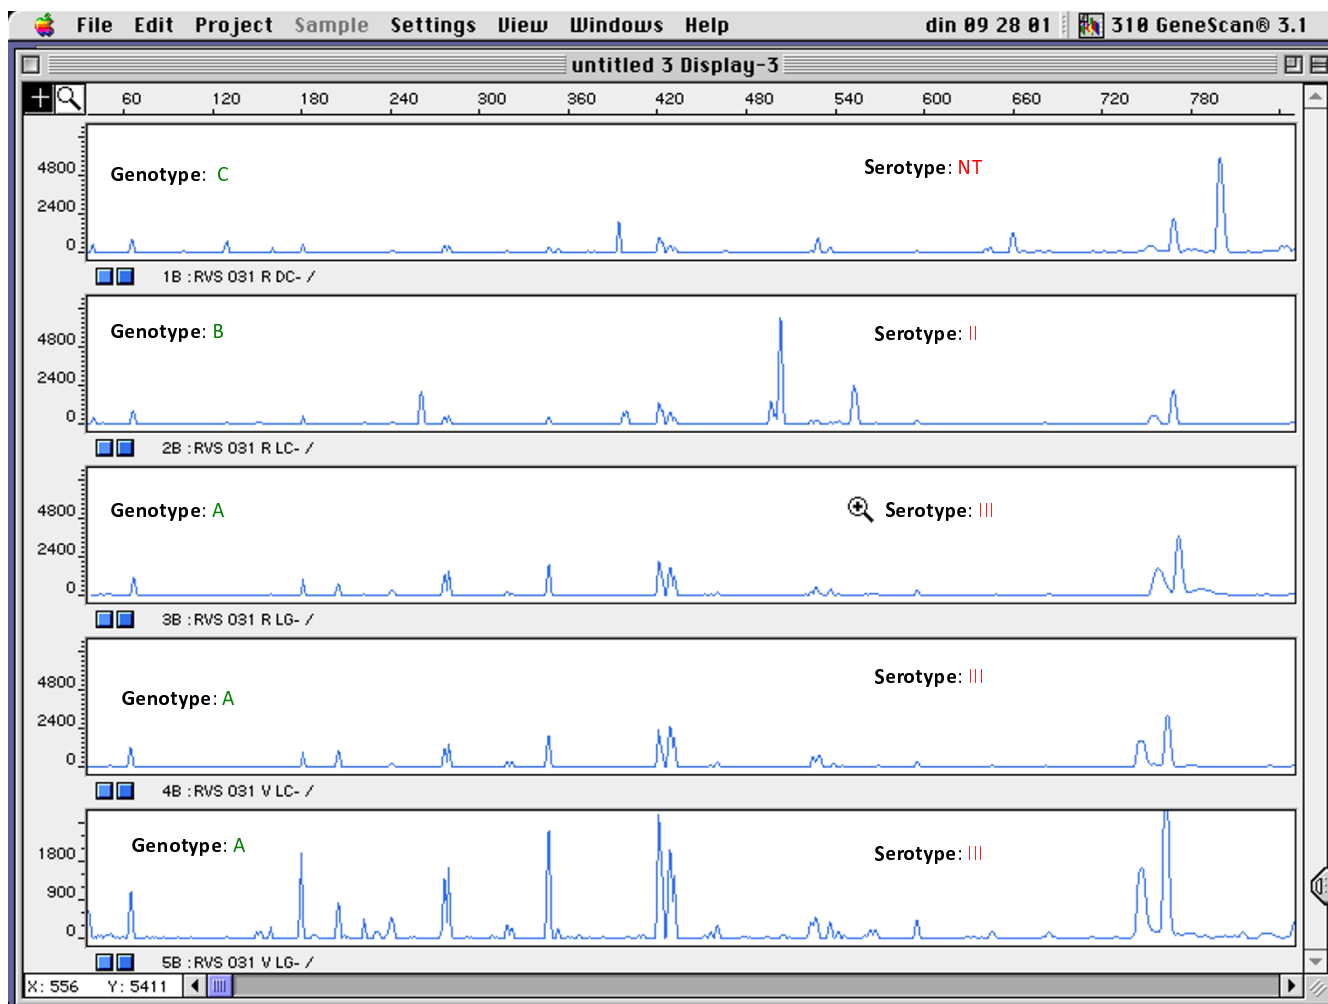 File Edit Project Sample Settings View Windows Help din 09 28 01 310 GeneScan® 3.1
untitled 3 Display-3
60 120 180 240 300 360 420 480 540 600 660 720 780
4800
2400
0
Genotype: C
Serotype: NT
1B :RVS 031 R DC- /
4800
2400
0
Genotype: B
Serotype: II
2B :RVS 031 R LC- /
4800
2400
0
Genotype: A
Serotype: III
3B :RVS 031 R LG- /
4800
2400
0
Genotype: A
Serotype: III
4B :RVS 031 V LC- /
1800
900
0
Genotype: A
Serotype: III
5B :RVS 031 V LG- /
X: 556 Y: 5411